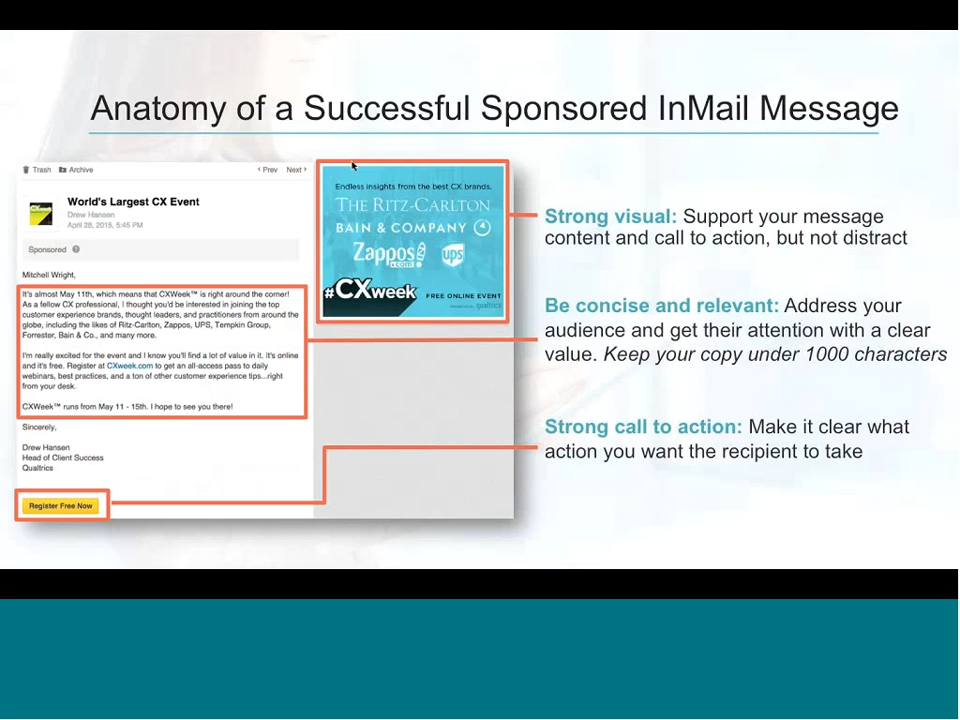 Anatomy of a Successful Sponsored InMail Message
Trash Archive
Prev Next
World's Largest CX Event
Drew Hansen
April 28, 2015, 5:45 PM
Sponsored ?
Mitchell Wright,
It's almost May 11th, which means that CXWeek™ is right around the corner!
As a fellow CX professional, I thought you'd be interested in joining the top
customer experience brands, thought leaders, and practitioners from around the
globe, including the likes of Ritz-Carlton, Zappos, UPS, Tempkin Group,
Forrester, Bain & Co., and many more.
I'm really excited for the event and I know you'll find a lot of value in it. It's online
and it's free. Register at CXweek.com to get an all-access pass to daily
webinars, best practices, and a ton of other customer experience tips...right
from your desk.
CXWeek™ runs from May 11 - 15th. I hope to see you there!
Sincerely,
Drew Hansen
Head of Client Success
Qualtrics
Register Free Now
Endless insights from the best CX brands.
THE RITZ-CARLTON
BAIN & COMPANY
Zappos
.com
ups
#CXweek
FREE ONLINE EVENT
qualtrics
Strong visual: Support your message
content and call to action, but not distract
Be concise and relevant: Address your
audience and get their attention with a clear
value. Keep your copy under 1000 characters
Strong call to action: Make it clear what
action you want the recipient to take